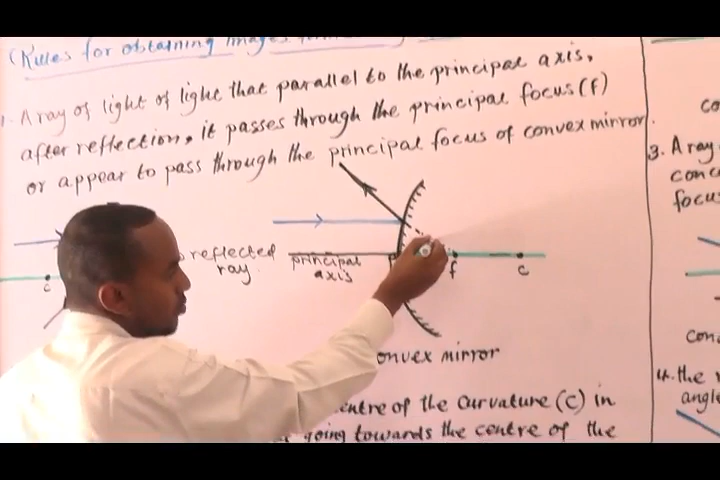 (Rules for obtaining images
1. A ray of light of light that parallel to the principal axis,
after reflection, it passes through the principal focus (f)
or appear to pass through the principal focus of convex mirror.
reflected
ray.
principal
axis
f
c
c
convex mirror
centre of the curvature (C) in
going towards the centre of the
co
3. A ray
conc
focus
conc
4. the
angle